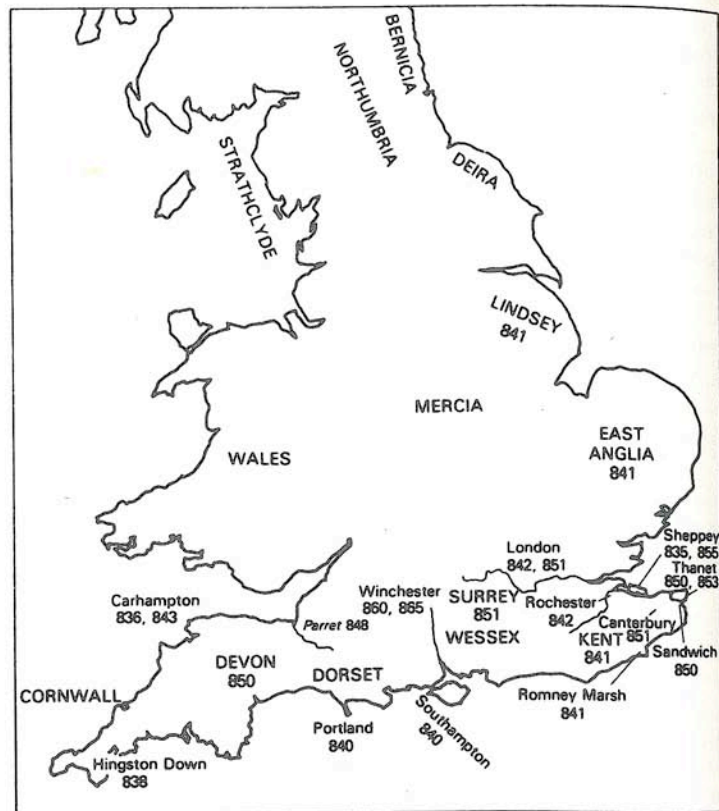 BERNICIA
NORTHUMBRIA
DEIRA
STRATHCLYDE
LINDSEY
841
MERCIA
EAST
ANGLIA
841
WALES
Sheppey
835, 855
London
842, 851
Thanet
850, 853
Winchester
860, 865
SURREY
851
Rochester
842
Carhampton
836, 843
Parret 848
Canterbury
851
WESSEX
KENT
841
Sandwich
850
DEVON
850
DORSET
CORNWALL
Romney Marsh
841
Portland
840
Southampton
840
Hingston Down
838